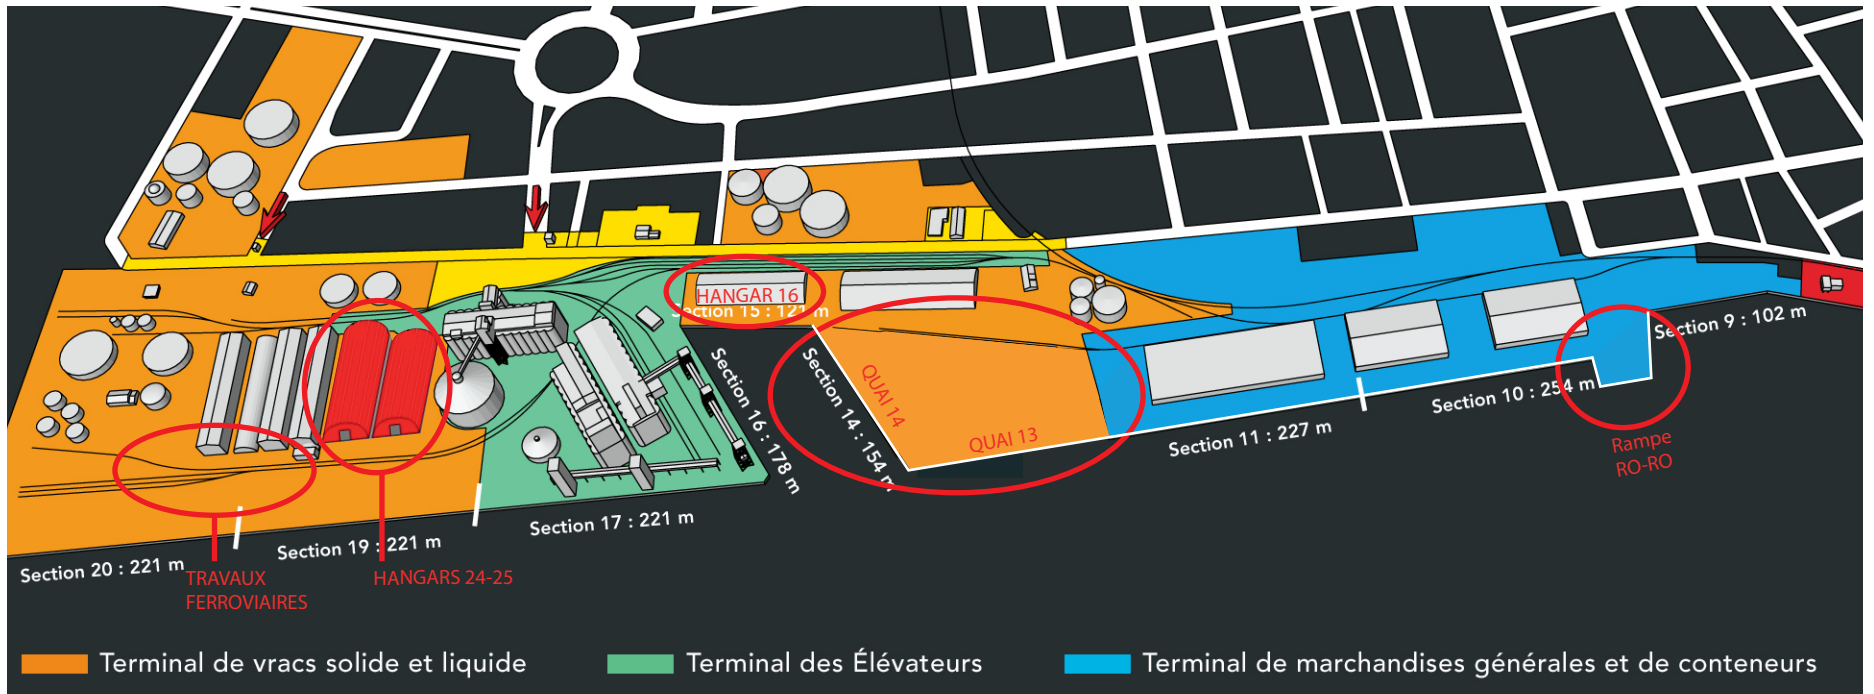 HANGAR 16
Section 15 : 121 m
Section 16 : 178 m
Section 14 : 154 m
QUAI 14
QUAI 13
Section 9 : 102 m
Section 10 : 254 m
Section 11 : 227 m
Rampe
RO-RO
Section 17 : 221 m
Section 19 : 221 m
Section 20 : 221 m
TRAVAUX
FERROVIAIRES
HANGARS 24-25
Terminal de vracs solide et liquide
Terminal des Élévateurs
Terminal de marchandises générales et de conteneurs